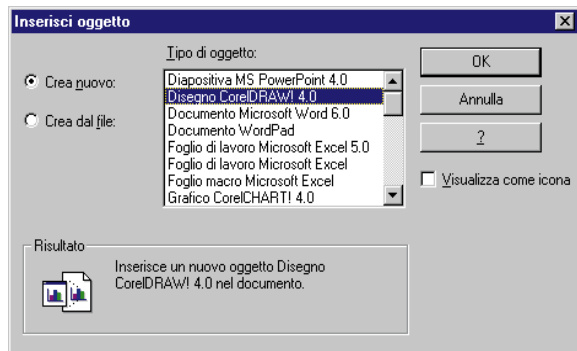 Inserisci oggetto
Tipo di oggetto:
Crea nuovo:
Crea dal file:
Diapositiva MS PowerPoint 4.0
Disegno CorelDRAW! 4.0
Documento Microsoft Word 6.0
Documento WordPad
Foglio di lavoro Microsoft Excel 5.0
Foglio di lavoro Microsoft Excel
Foglio macro Microsoft Excel
Grafico CorelCHART! 4.0
OK
Annulla
?
Visualizza come icona
Risultato
Inserisce un nuovo oggetto Disegno
CorelDRAW! 4.0 nel documento.